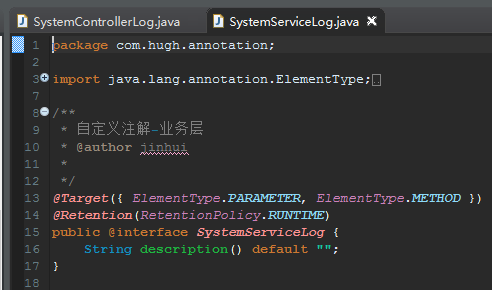 SystemControllerLog.java SystemServiceLog.java
1 package com.hugh.annotation;
2
3 import java.lang.annotation.ElementType;
7
8 /**
9 * 自定义注解-业务层
10 * @author jinhui
11 *
12 */
13 @Target({ ElementType.PARAMETER, ElementType.METHOD })
14 @Retention(RetentionPolicy.RUNTIME)
15 public @interface SystemServiceLog {
16 String description() default "";
17 }
18